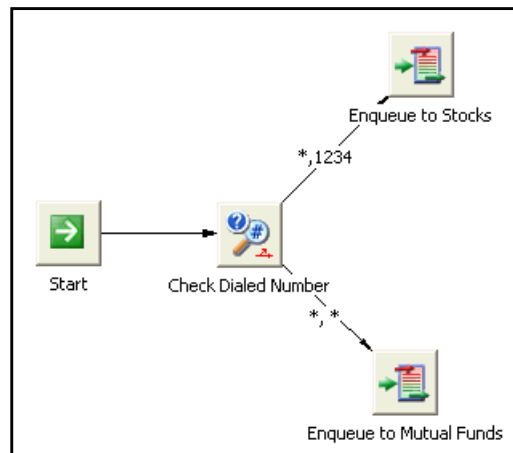 Enqueue to Stocks
*,1234
Start
Check Dialed Number
*, *
Enqueue to Mutual Funds